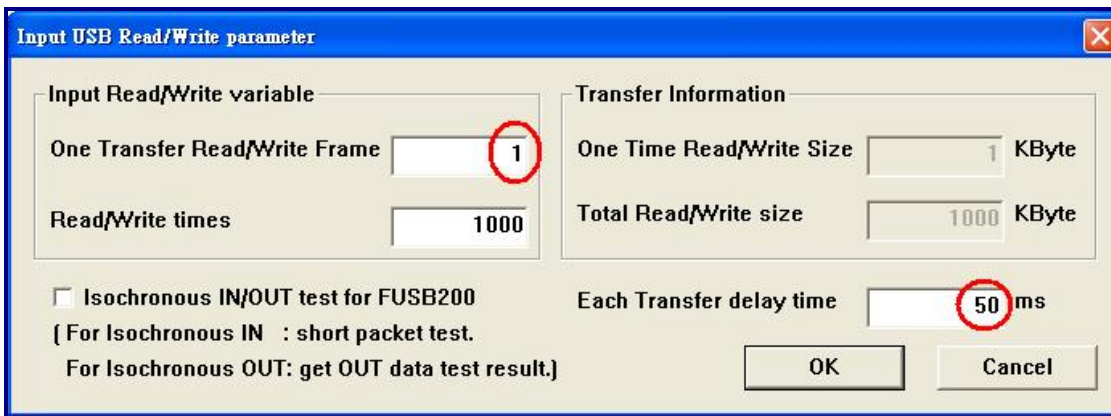 Input USB Read/Write parameter
Input Read/Write variable
One Transfer Read/Write Frame 1
Read/Write times 1000
Transfer Information
One Time Read/Write Size 1 KByte
Total Read/Write size 1000 KByte
Isochronous IN/OUT test for FUSB200
( For Isochronous IN : short packet test.
For Isochronous OUT: get OUT data test result.)
Each Transfer delay time 50 ms
OK Cancel